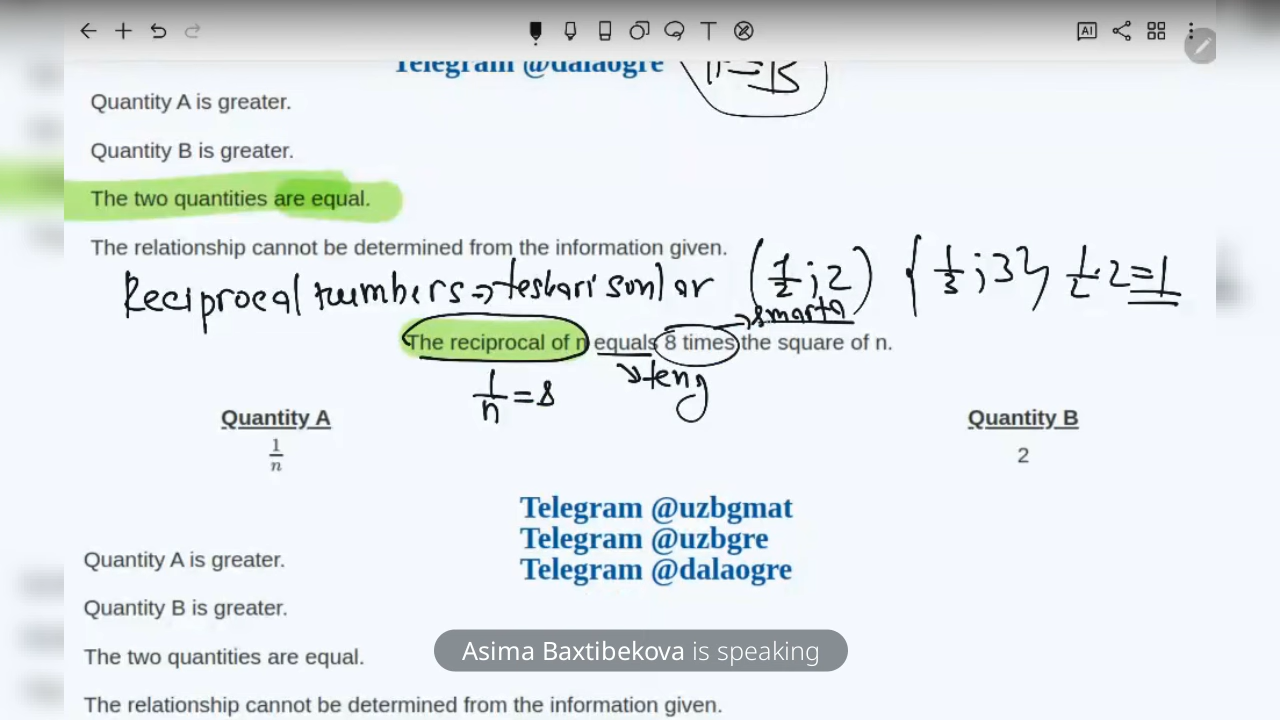 AI
Telegram @dalaogre
n=B
Quantity A is greater.
Quantity B is greater.
The two quantities are equal.
The relationship cannot be determined from the information given.
Reciprocal numbers → teskari sonlar (1/2 ; 2) {1/3 ; 3} 1/2 · 2 = 1
→ smarta
The reciprocal of n equals 8 times the square of n.
1/n = 8
→ teng
Quantity A
Quantity B
1/n
2
Telegram @uzbgmat
Telegram @uzbgre
Telegram @dalaogre
Quantity A is greater.
Quantity B is greater.
The two quantities are equal.
The relationship cannot be determined from the information given.
Asima Baxtibekova is speaking